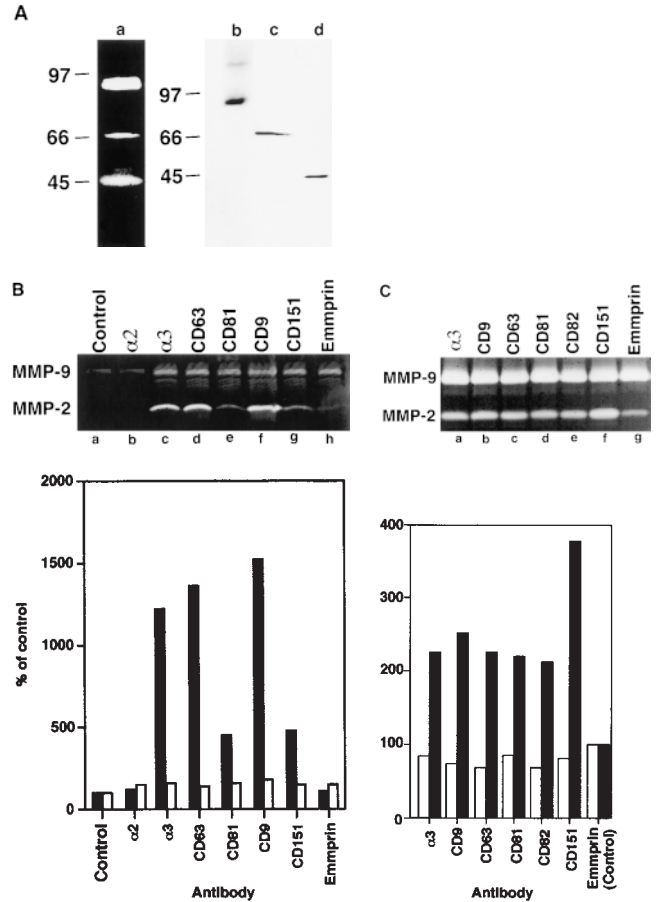 A
a
b c d
97
66
45
97
66
45
B
Control
α2
α3
CD63
CD81
CD9
CD151
Emmprin
MMP-9
MMP-2
a b c d e f g h
C
α3
CD9
CD63
CD81
CD82
CD151
Emmprin
MMP-9
MMP-2
a b c d e f g
2000
1500
1000
500
0
% of control
Control
α2
α3
CD63
CD81
CD9
CD151
Emmprin
Antibody
400
300
200
100
0
α3
CD9
CD63
CD81
CD82
CD151
Emmprin
(Control)
Antibody